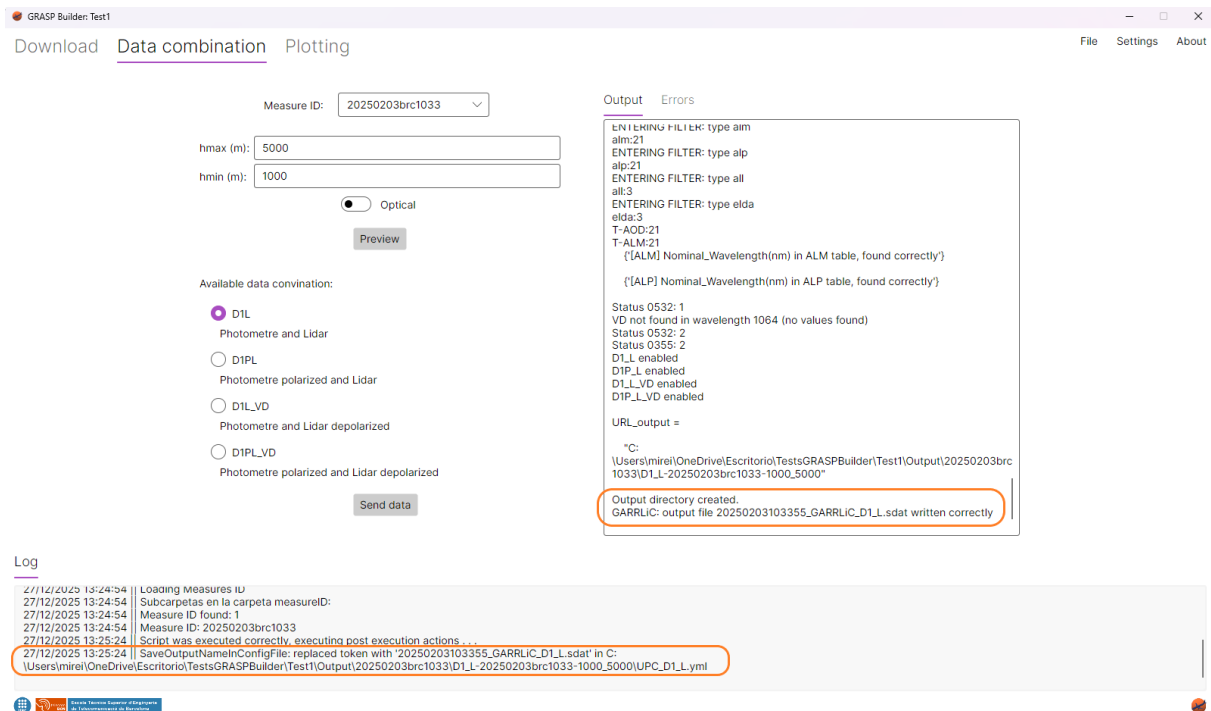 GRASP Builder: Test1
Download Data combination Plotting
File Settings About
Measure ID: 20250203brc1033
hmax (m): 5000
hmin (m): 1000
Optical
Preview
Available data convination:
D1L
Photometre and Lidar
D1PL
Photometre polarized and Lidar
D1L_VD
Photometre and Lidar depolarized
D1PL_VD
Photometre polarized and Lidar depolarized
Send data
Output Errors
ENTERING FILTER: type alm
alm:21
ENTERING FILTER: type alp
alp:21
ENTERING FILTER: type all
all:3
ENTERING FILTER: type elda
elda:3
T-AOD:21
T-ALM:21
{'[ALM] Nominal_Wavelength(nm) in ALM table, found correctly'}
{'[ALP] Nominal_Wavelength(nm) in ALP table, found correctly'}
Status 0532: 1
VD not found in wavelength 1064 (no values found)
Status 0532: 2
Status 0355: 2
D1_L enabled
D1P_L enabled
D1_L_VD enabled
D1P_L_VD enabled
URL_output =
"C:
\Users\mirei\OneDrive\Escritorio\TestsGRASPBuilder\Test1\Output\20250203brc
1033\D1_L-20250203brc1033-1000_5000"
Output directory created.
GARRLiC: output file 20250203103355_GARRLiC_D1_L.sdat written correctly
Log
27/12/2025 13:24:54 || Loading Measures ID
27/12/2025 13:24:54 || Subcarpetas en la carpeta measureID:
27/12/2025 13:24:54 || Measure ID found: 1
27/12/2025 13:24:54 || Measure ID: 20250203brc1033
27/12/2025 13:25:24 || Script was executed correctly, executing post execution actions . . .
27/12/2025 13:25:24 || SaveOutputNameInConfigFile: replaced token with '20250203103355_GARRLiC_D1_L.sdat' in C:
\Users\mirei\OneDrive\Escritorio\TestsGRASPBuilder\Test1\Output\20250203brc1033\D1_L-20250203brc1033-1000_5000\UPC_D1_L.yml
Escola Tècnica Superior d'Enginyeria
de Telecomunicació de Barcelona